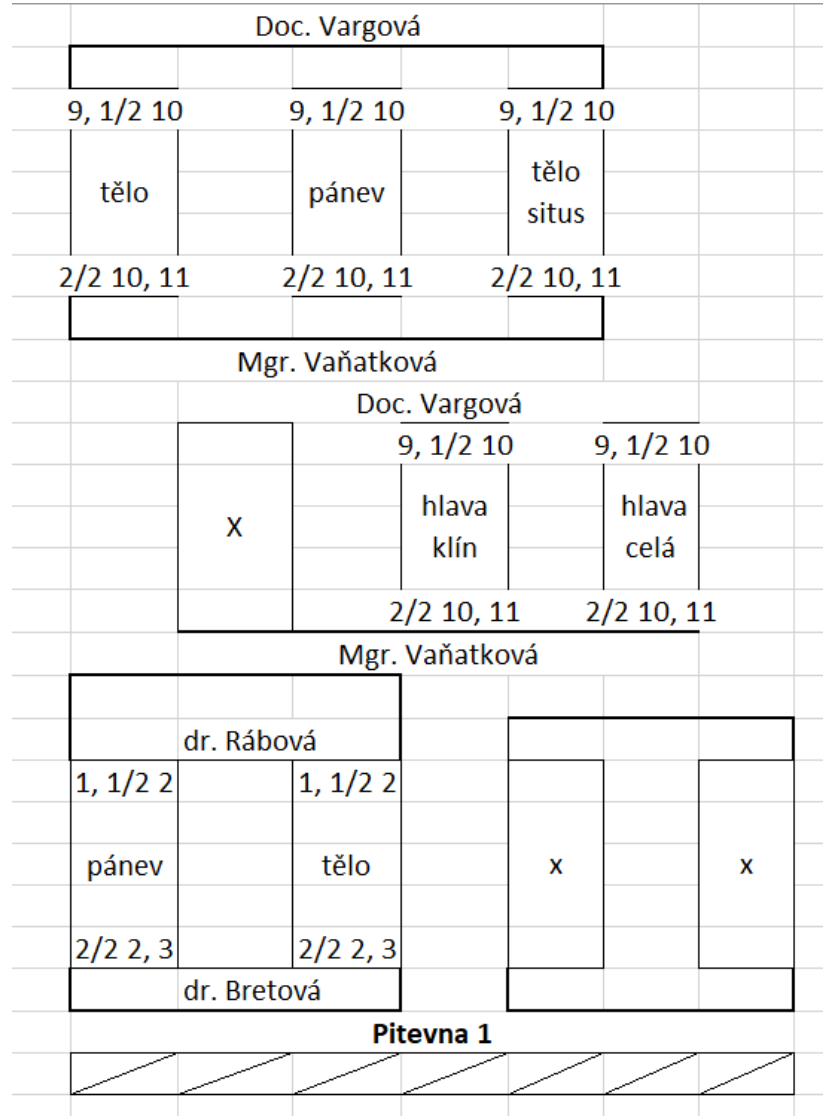 Doc. Vargová
9, 1/2 10 9, 1/2 10 9, 1/2 10
tělo pánev tělo
situs
2/2 10, 11 2/2 10, 11 2/2 10, 11
Mgr. Vaňatková
Doc. Vargová
9, 1/2 10 9, 1/2 10
X hlava hlava
klín celá
2/2 10, 11 2/2 10, 11
Mgr. Vaňatková
dr. Rábová
1, 1/2 2 1, 1/2 2
pánev tělo x x
2/2 2, 3 2/2 2, 3
dr. Bretová
Pitevna 1